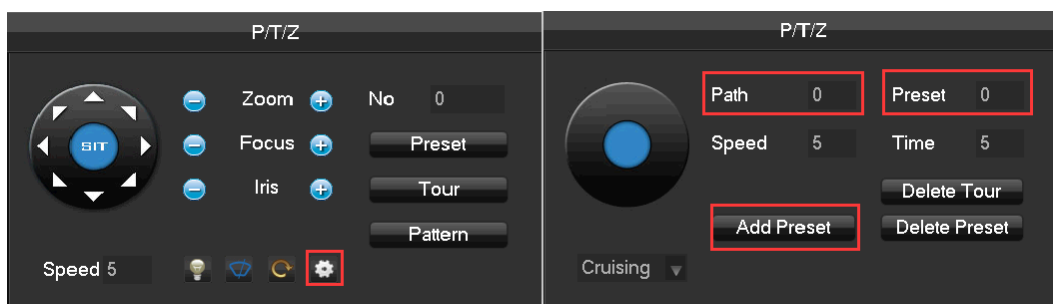 P/T/Z
Zoom No 0
SIT Focus Preset
Iris Tour
Pattern
Speed 5
P/T/Z
Path 0 Preset 0
Speed 5 Time 5
Delete Tour
Add Preset Delete Preset
Cruising